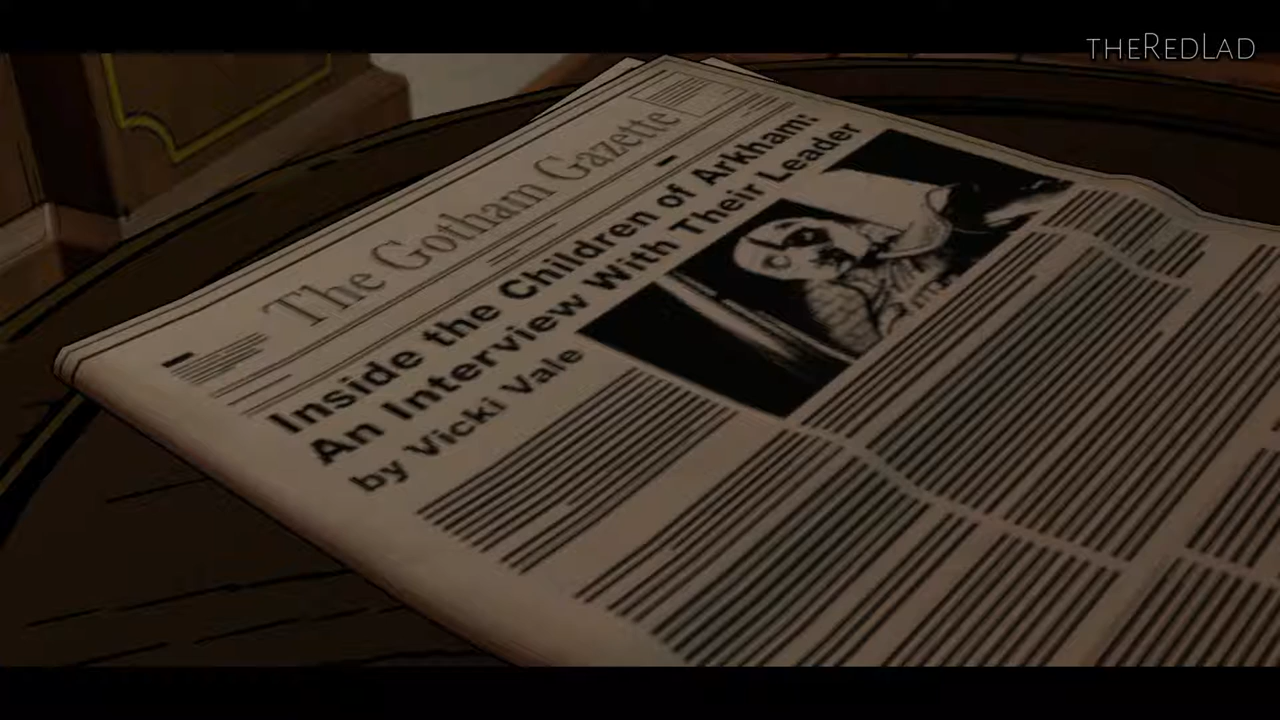 THEREDLAD
The Gotham Gazette
Inside the Children of Arkham:
An Interview With Their Leader
by Vicki Vale